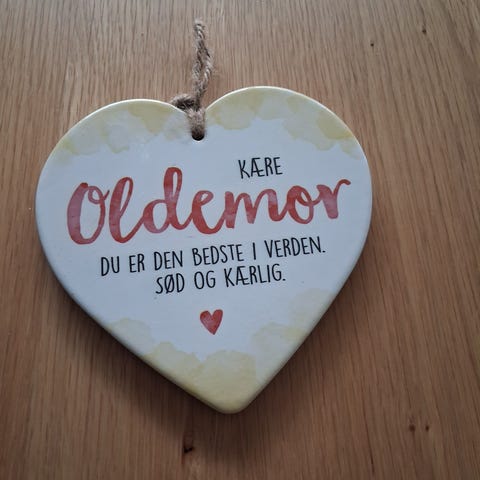 KÆRE
Oldemor
DU ER DEN BEDSTE I VERDEN.
SØD OG KÆRLIG.